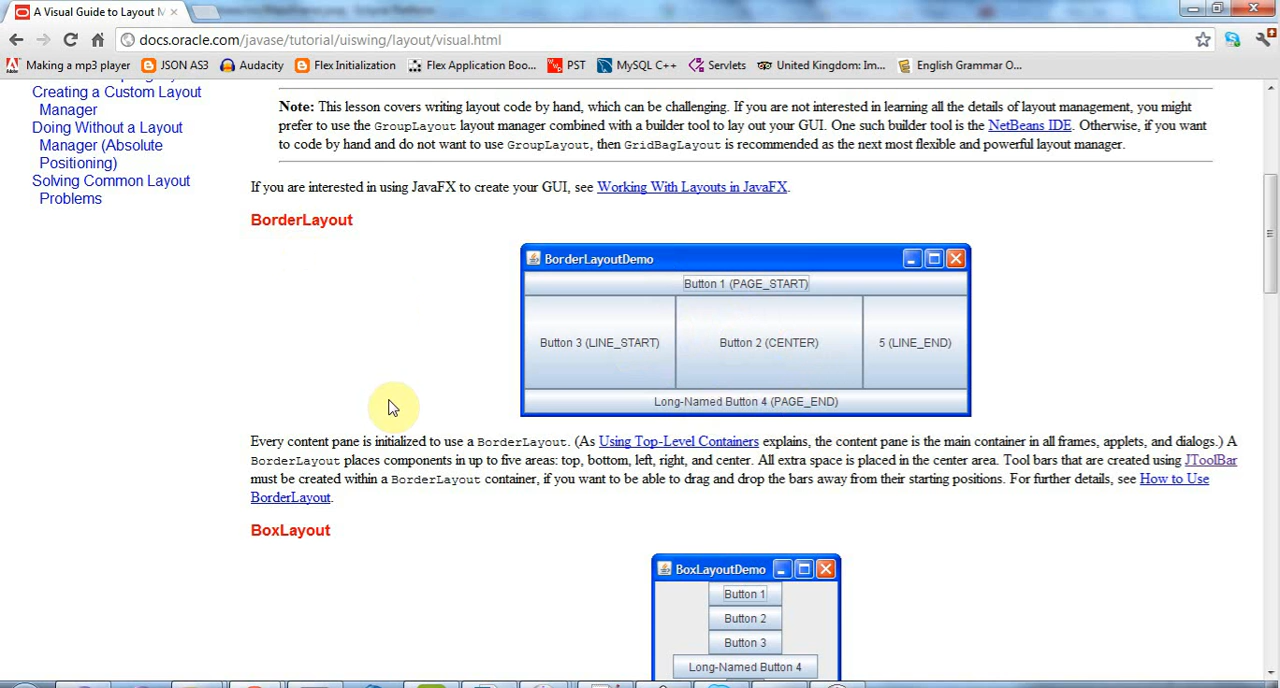 A Visual Guide to Layout M
docs.oracle.com/javase/tutorial/uiswing/layout/visual.html
Making a mp3 player JSON AS3 Audacity Flex Initialization Flex Application Boo... PST MySQL C++ Servlets United Kingdom: Im... English Grammar O...
Creating a Custom Layout
Manager
Doing Without a Layout
Manager (Absolute
Positioning)
Solving Common Layout
Problems
Note: This lesson covers writing layout code by hand, which can be challenging. If you are not interested in learning all the details of layout management, you might
prefer to use the GroupLayout layout manager combined with a builder tool to lay out your GUI. One such builder tool is the NetBeans IDE. Otherwise, if you want
to code by hand and do not want to use GroupLayout, then GridBagLayout is recommended as the next most flexible and powerful layout manager.
If you are interested in using JavaFX to create your GUI, see Working With Layouts in JavaFX.
BorderLayout
BorderLayoutDemo
Button 1 (PAGE_START)
Button 3 (LINE_START) Button 2 (CENTER) 5 (LINE_END)
Long-Named Button 4 (PAGE_END)
Every content pane is initialized to use a BorderLayout. (As Using Top-Level Containers explains, the content pane is the main container in all frames, applets, and dialogs.) A
BorderLayout places components in up to five areas: top, bottom, left, right, and center. All extra space is placed in the center area. Tool bars that are created using JToolBar
must be created within a BorderLayout container, if you want to be able to drag and drop the bars away from their starting positions. For further details, see How to Use
BorderLayout.
BoxLayout
BoxLayoutDemo
Button 1
Button 2
Button 3
Long-Named Button 4